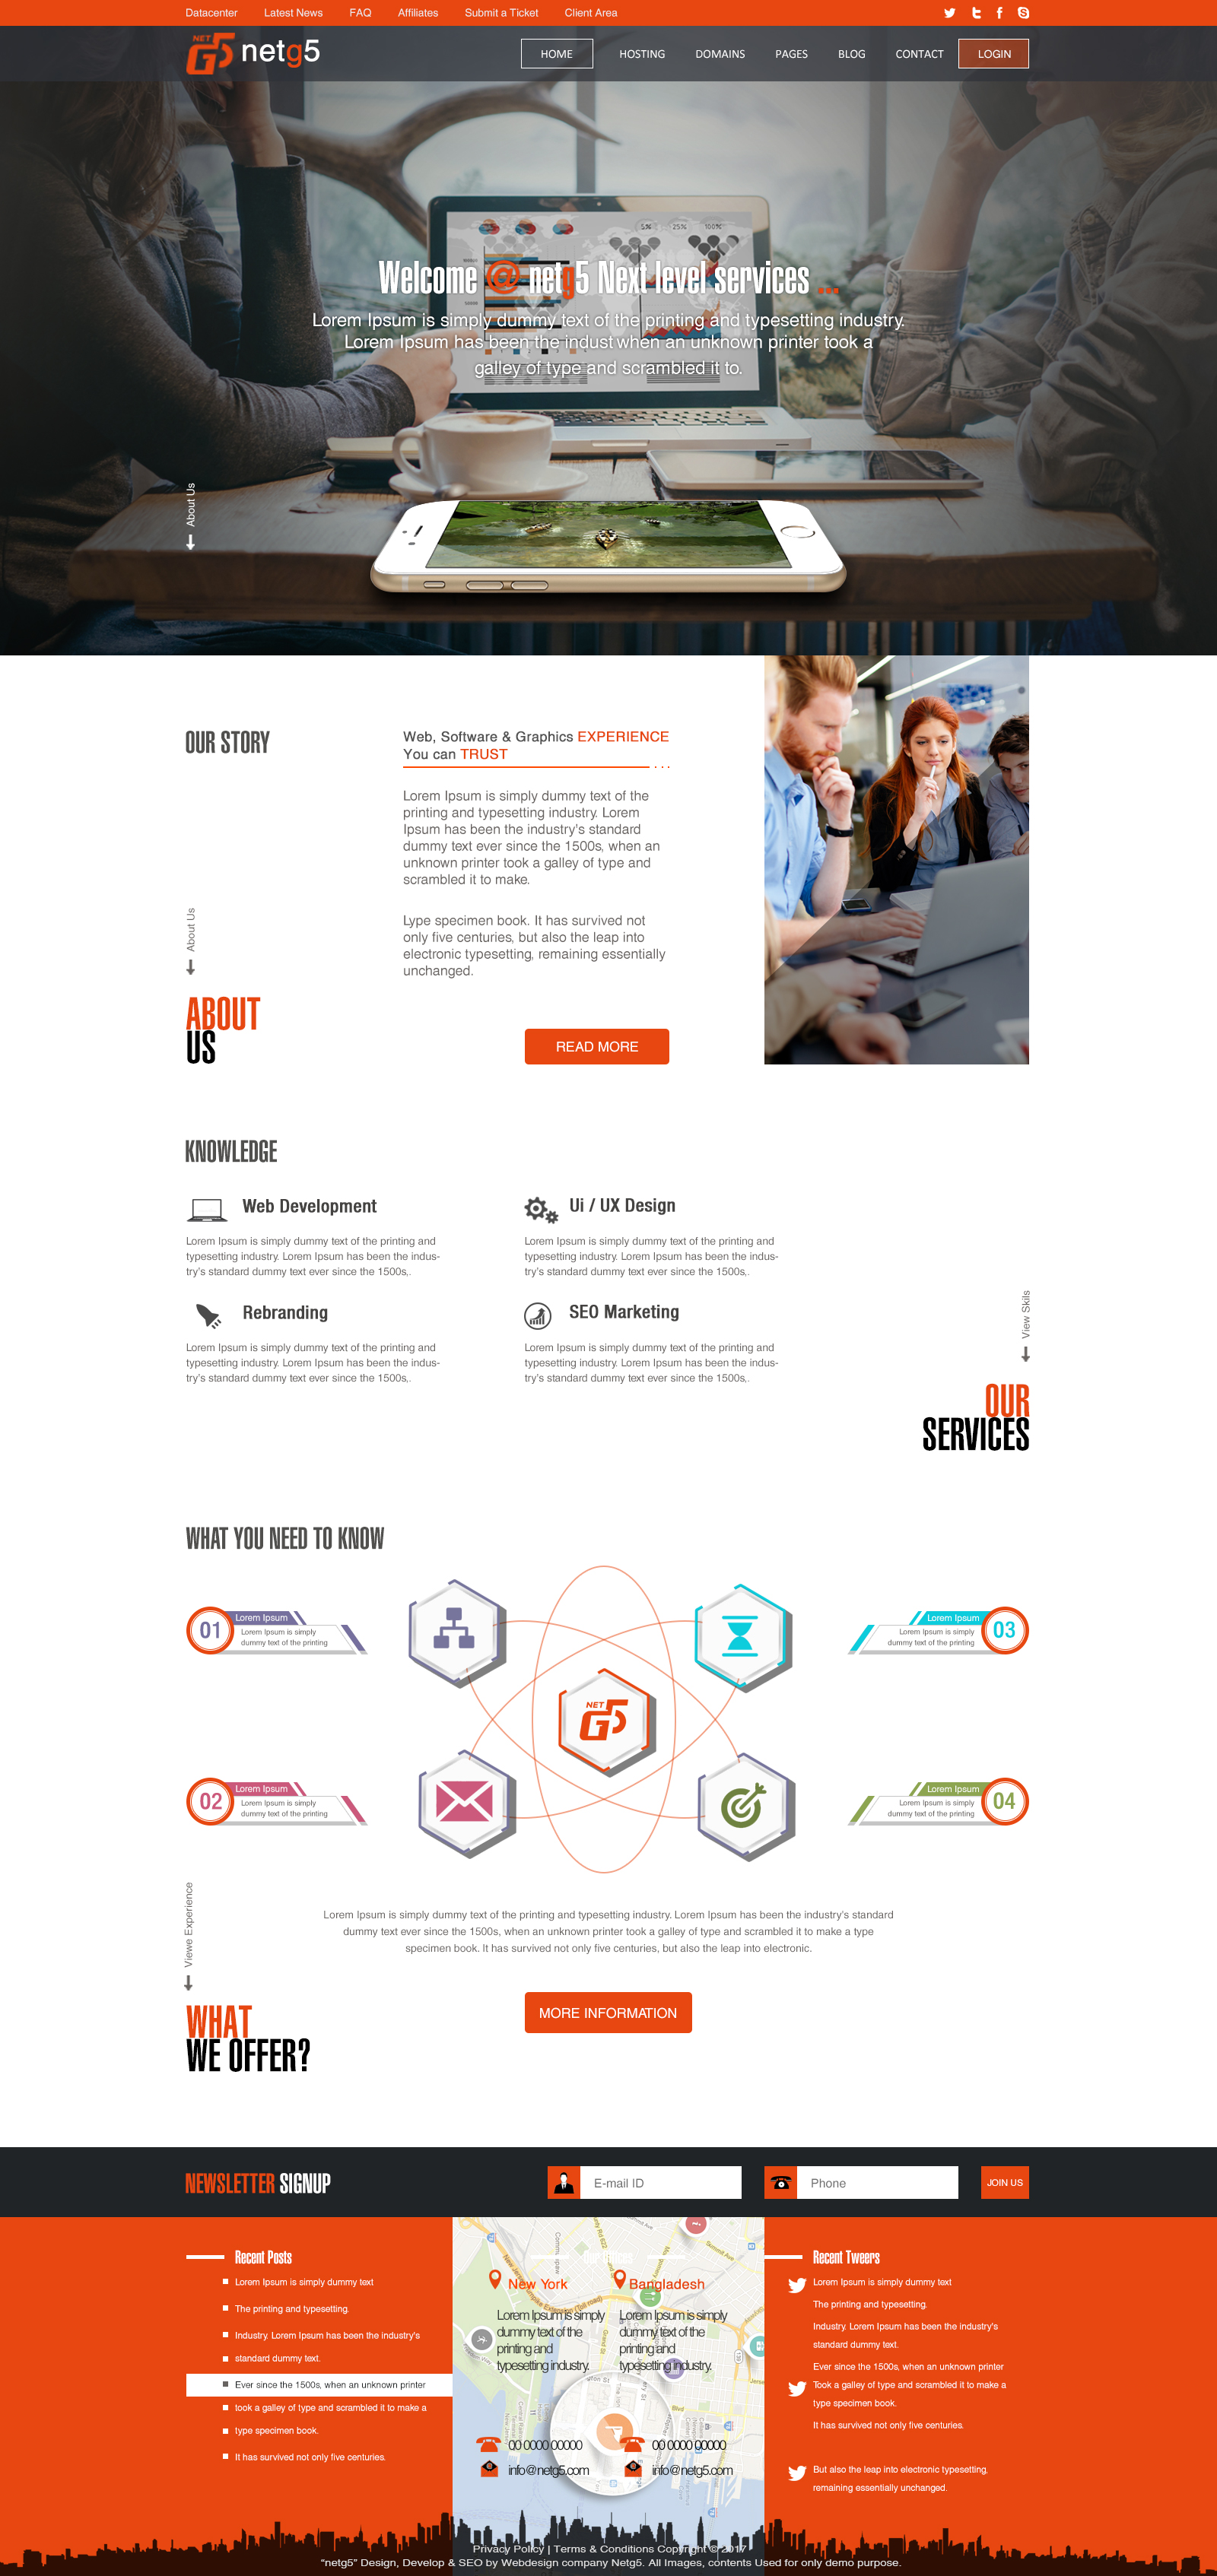 Datacenter Latest News FAQ Affiliates Submit a Ticket Client Area
NET G5 netg5
HOME HOSTING DOMAINS PAGES BLOG CONTACT LOGIN
5% 25% 100%
Welcome @ netg5 Next level services ...
Lorem Ipsum is simply dummy text of the printing and typesetting industry.
Lorem Ipsum has been the indust when an unknown printer took a
galley of type and scrambled it to.
About Us
OUR STORY
Web, Software & Graphics EXPERIENCE
You can TRUST
Lorem Ipsum is simply dummy text of the
printing and typesetting industry. Lorem
Ipsum has been the industry's standard
dummy text ever since the 1500s, when an
unknown printer took a galley of type and
scrambled it to make.
Lype specimen book. It has survived not
only five centuries, but also the leap into
electronic typesetting, remaining essentially
unchanged.
About Us
ABOUT
US
READ MORE
KNOWLEDGE
Web Development
Lorem Ipsum is simply dummy text of the printing and
typesetting industry. Lorem Ipsum has been the indus-
try's standard dummy text ever since the 1500s,.
Ui / UX Design
Lorem Ipsum is simply dummy text of the printing and
typesetting industry. Lorem Ipsum has been the indus-
try's standard dummy text ever since the 1500s,.
Rebranding
Lorem Ipsum is simply dummy text of the printing and
typesetting industry. Lorem Ipsum has been the indus-
try's standard dummy text ever since the 1500s,.
SEO Marketing
Lorem Ipsum is simply dummy text of the printing and
typesetting industry. Lorem Ipsum has been the indus-
try's standard dummy text ever since the 1500s,.
View Skils
OUR
SERVICES
WHAT YOU NEED TO KNOW
01
Lorem Ipsum
Lorem Ipsum is simply
dummy text of the printing
03
Lorem Ipsum
Lorem Ipsum is simply
dummy text of the printing
NET G5
02
Lorem Ipsum
Lorem Ipsum is simply
dummy text of the printing
04
Lorem Ipsum
Lorem Ipsum is simply
dummy text of the printing
Viewe Experience
Lorem Ipsum is simply dummy text of the printing and typesetting industry. Lorem Ipsum has been the industry's standard
dummy text ever since the 1500s, when an unknown printer took a galley of type and scrambled it to make a type
specimen book. It has survived not only five centuries, but also the leap into electronic.
MORE INFORMATION
WHAT
WE OFFER?
NEWSLETTER SIGNUP
E-mail ID
Phone
JOIN US
Recent Posts
Lorem Ipsum is simply dummy text
The printing and typesetting.
Industry. Lorem Ipsum has been the industry's
standard dummy text.
Ever since the 1500s, when an unknown printer
took a galley of type and scrambled it to make a
type specimen book.
It has survived not only five centuries.
New York
Lorem Ipsum is simply
dummy text of the
printing and
typesetting industry.
00 0000 00000
info@netg5.com
Bangladesh
Lorem Ipsum is simply
dummy text of the
printing and
typesetting industry.
00 0000 00000
info@netg5.com
Recent Tweers
Lorem Ipsum is simply dummy text
The printing and typesetting.
Industry. Lorem Ipsum has been the industry's
standard dummy text.
Ever since the 1500s, when an unknown printer
Took a galley of type and scrambled it to make a
type specimen book.
It has survived not only five centuries.
But also the leap into electronic typesetting,
remaining essentially unchanged.
Privacy Policy | Terms & Conditions Copyright © 2017
"netg5" Design, Develop & SEO by Webdesign company Netg5. All Images, contents Used for only demo purpose.